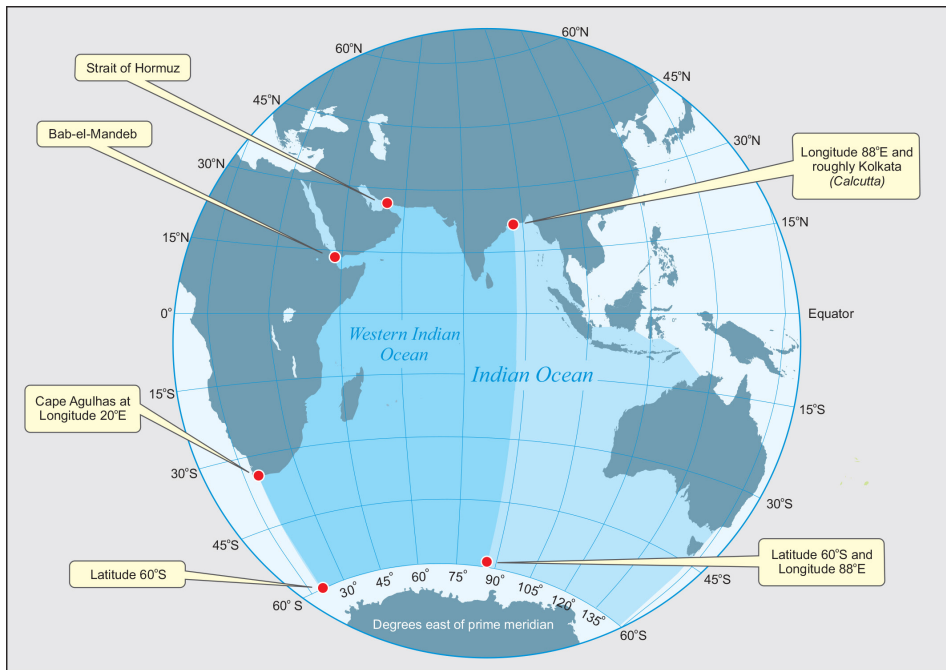 60°N
60°N
Strait of Hormuz
45°N
45°N
Bab-el-Mandeb
30°N
30°N
Longitude 88°E and
roughly Kolkata
(Calcutta)
15°N
15°N
0°
Equator
Western Indian
Ocean
Indian Ocean
Cape Agulhas at
Longitude 20°E
15°S
15°S
30°S
30°S
45°S
45°S
Latitude 60°S
Latitude 60°S and
Longitude 88°E
60° S
30°
45°
60°
75°
90°
105°
120°
135°
60°S
Degrees east of prime meridian